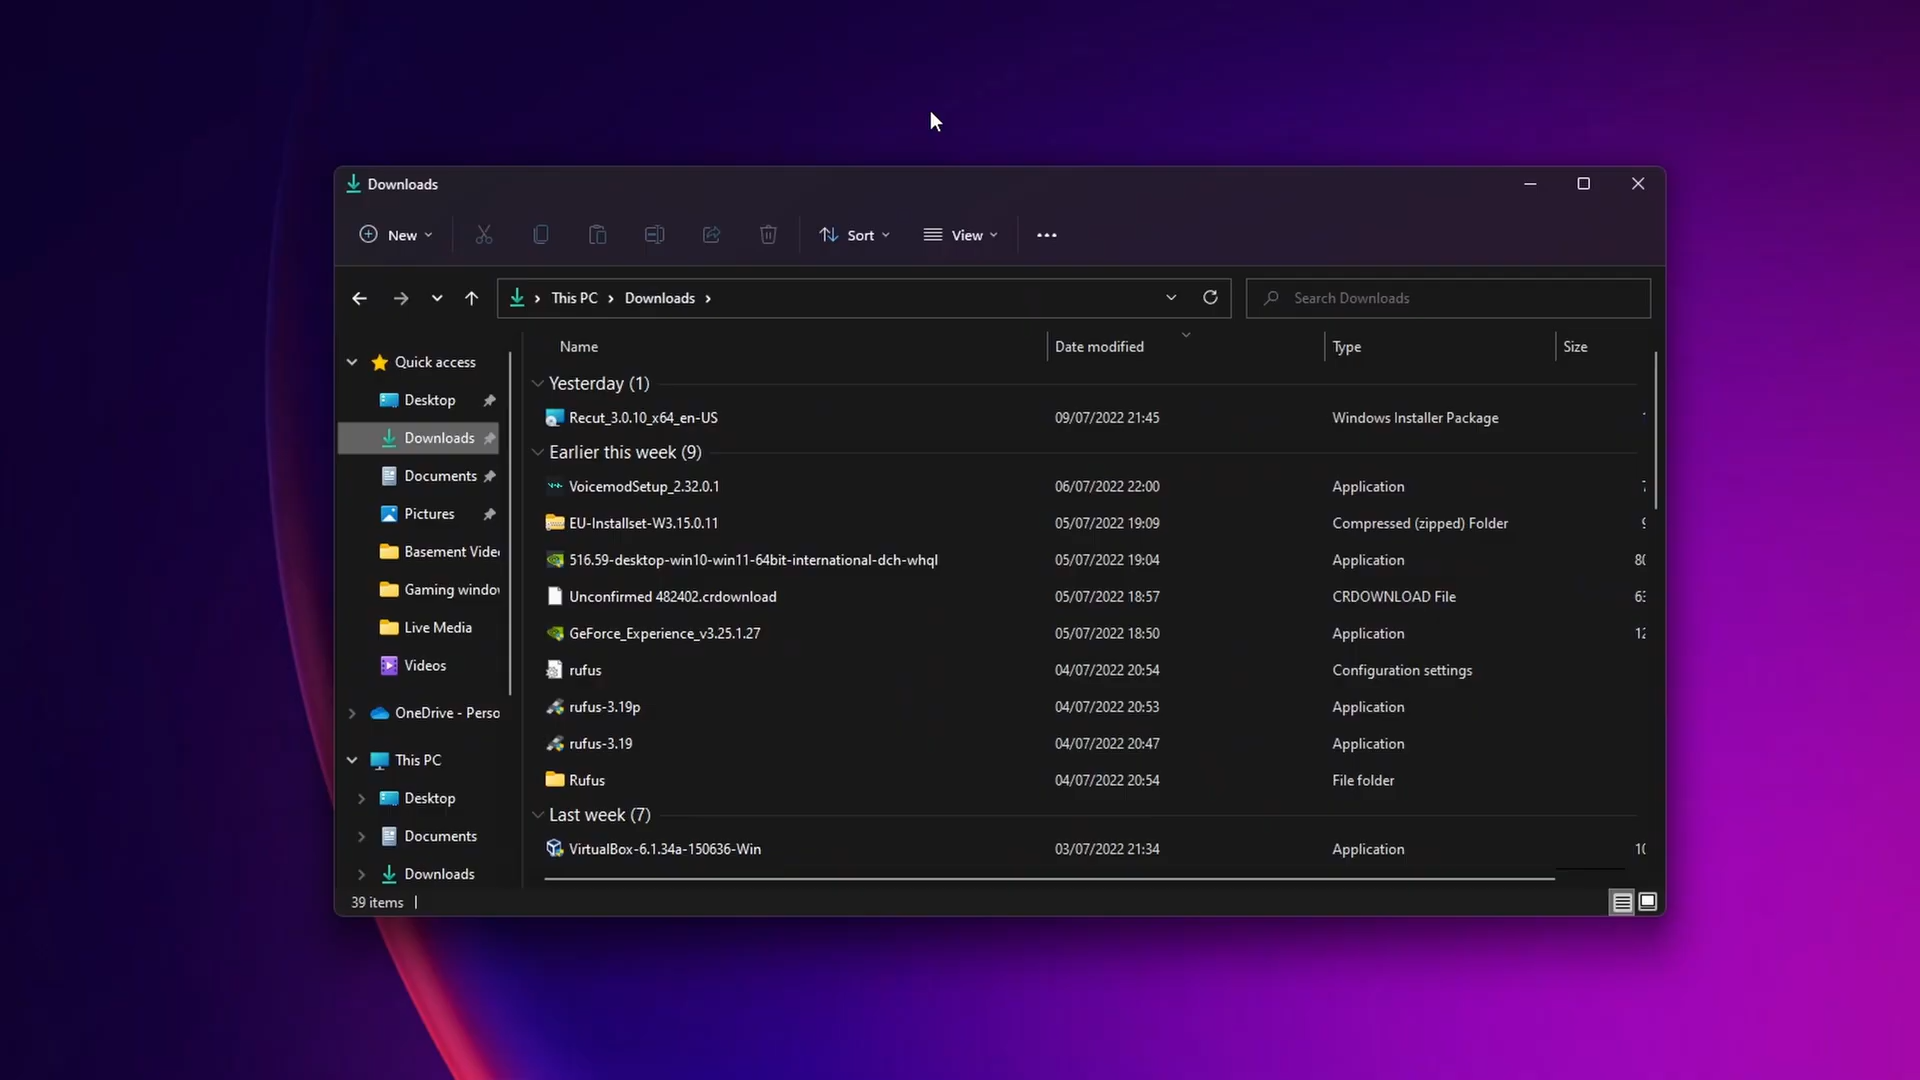 Downloads
New
Sort
View
This PC
Downloads
Search Downloads
Name
Date modified
Type
Size
Quick access
Desktop
Downloads
Documents
Pictures
Basement Vide
Gaming windo
Live Media
Videos
OneDrive - Perso
This PC
Desktop
Documents
Downloads
Yesterday (1)
Recut_3.0.10_x64_en-US 09/07/2022 21:45 Windows Installer Package
Earlier this week (9)
VoicemodSetup_2.32.0.1 06/07/2022 22:00 Application
EU-Installset-W3.15.0.11 05/07/2022 19:09 Compressed (zipped) Folder
516.59-desktop-win10-win11-64bit-international-dch-whql 05/07/2022 19:04 Application
Unconfirmed 482402.crdownload 05/07/2022 18:57 CRDOWNLOAD File
GeForce_Experience_v3.25.1.27 05/07/2022 18:50 Application
rufus 04/07/2022 20:54 Configuration settings
rufus-3.19p 04/07/2022 20:53 Application
rufus-3.19 04/07/2022 20:47 Application
Rufus 04/07/2022 20:54 File folder
Last week (7)
VirtualBox-6.1.34a-150636-Win 03/07/2022 21:34 Application
39 items